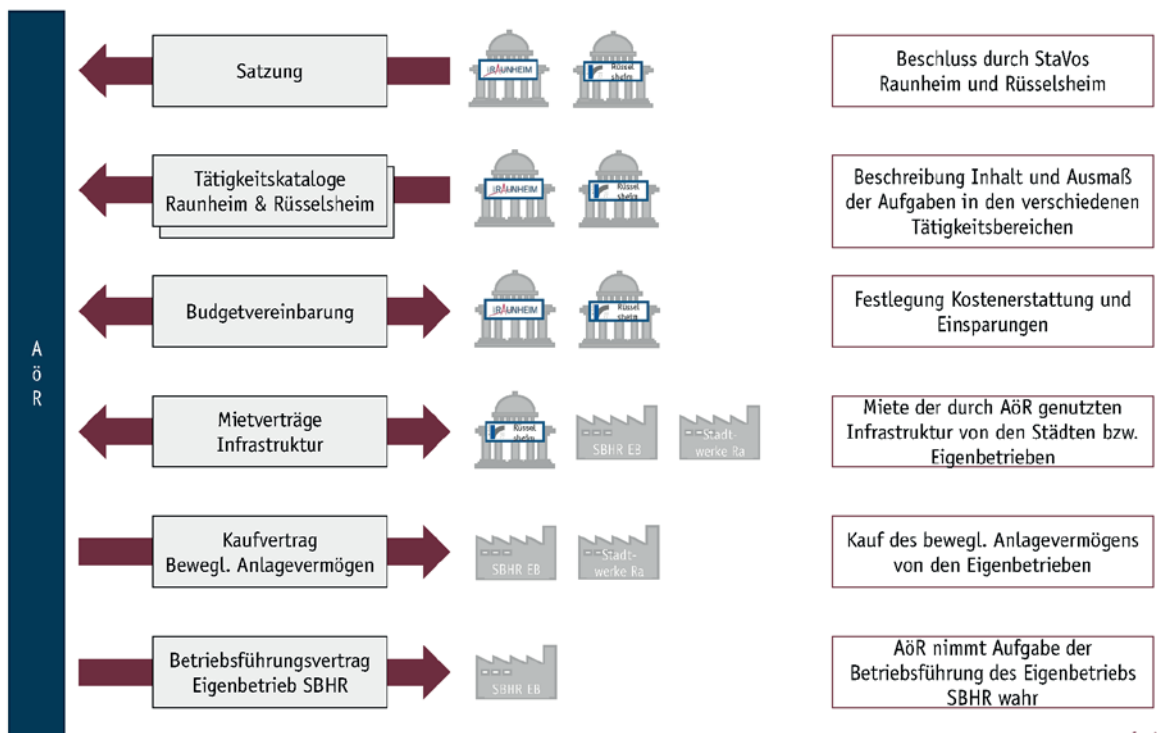 A
ö
R
Satzung
RAUNHEIM
Rüssel
sheim
Beschluss durch StaVos
Raunheim und Rüsselsheim
Tätigkeitskataloge
Raunheim & Rüsselsheim
RAUNHEIM
Rüssel
sheim
Beschreibung Inhalt und Ausmaß
der Aufgaben in den verschiedenen
Tätigkeitsbereichen
Budgetvereinbarung
RAUNHEIM
Rüssel
sheim
Festlegung Kostenerstattung und
Einsparungen
Mietverträge
Infrastruktur
Rüssel
sheim
SBHR EB
Stadt-
werke Ra
Miete der durch AöR genutzten
Infrastruktur von den Städten bzw.
Eigenbetrieben
Kaufvertrag
Bewegl. Anlagevermögen
SBHR EB
Stadt-
werke Ra
Kauf des bewegl. Anlagevermögens
von den Eigenbetrieben
Betriebsführungsvertrag
Eigenbetrieb SBHR
SBHR EB
AöR nimmt Aufgabe der
Betriebsführung des Eigenbetriebs
SBHR wahr